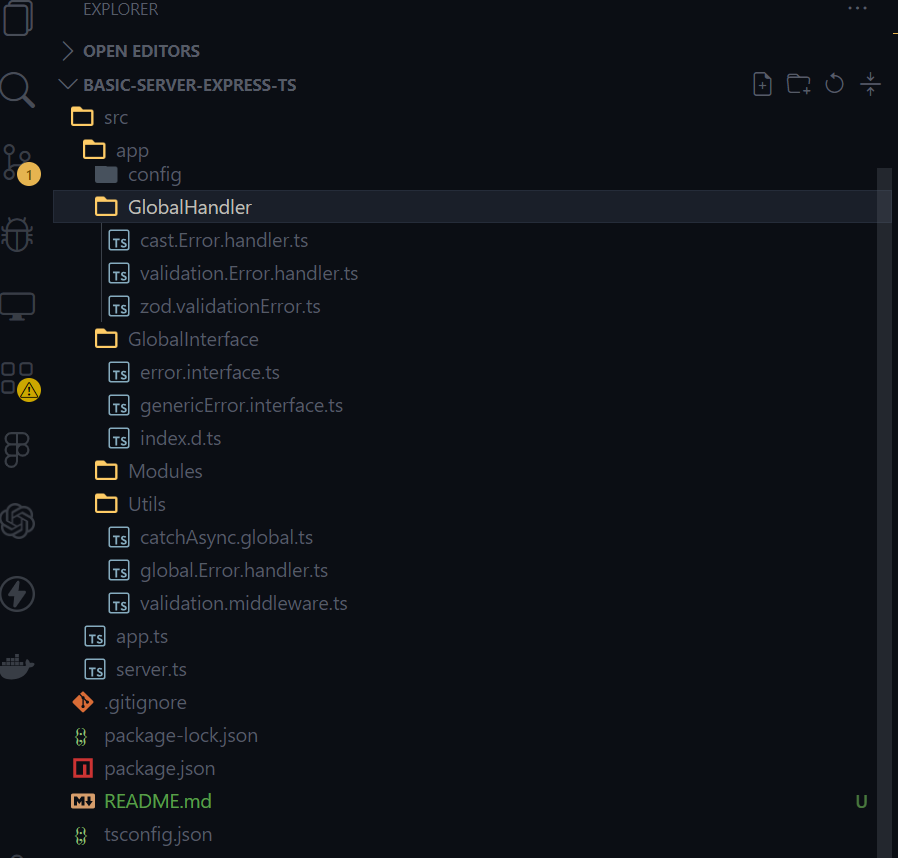 EXPLORER
OPEN EDITORS
BASIC-SERVER-EXPRESS-TS
src
app
1
config
GlobalHandler
TS cast.Error.handler.ts
TS validation.Error.handler.ts
TS zod.validationError.ts
GlobalInterface
TS error.interface.ts
TS genericError.interface.ts
TS index.d.ts
Modules
Utils
TS catchAsync.global.ts
TS global.Error.handler.ts
TS validation.middleware.ts
TS app.ts
TS server.ts
.gitignore
package-lock.json
package.json
M README.md U
tsconfig.json